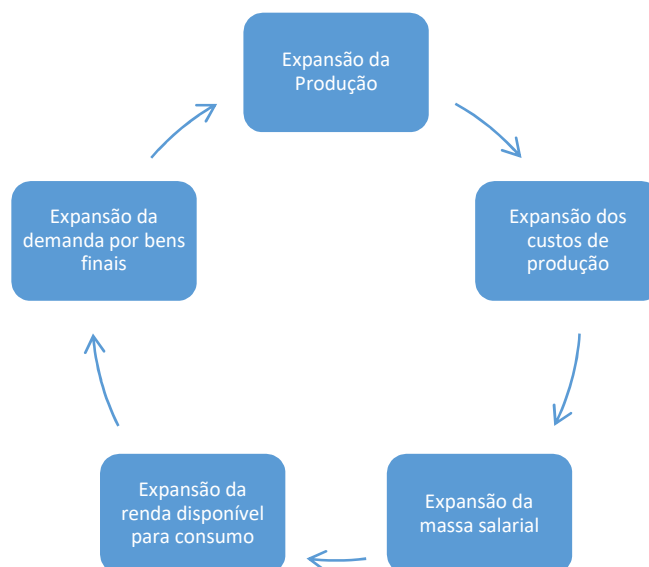 Expansão da
Produção
Expansão dos
custos de
produção
Expansão da
massa salarial
Expansão da
renda disponível
para consumo
Expansão da
demanda por bens
finais